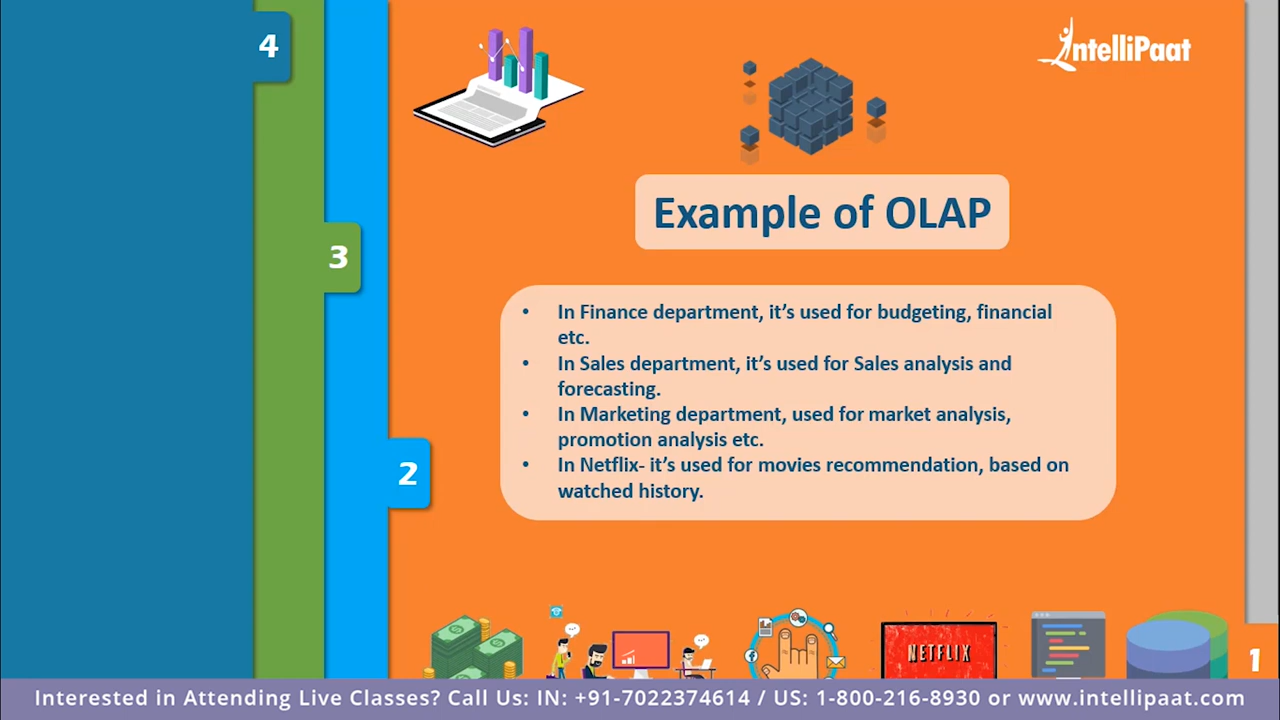 4
IntelliPaat
Example of OLAP
3
• In Finance department, it’s used for budgeting, financial
etc.
• In Sales department, it’s used for Sales analysis and
forecasting.
• In Marketing department, used for market analysis,
promotion analysis etc.
• In Netflix- it’s used for movies recommendation, based on
watched history.
2
NETFLIX
1
Interested in Attending Live Classes? Call Us: IN: +91-7022374614 / US: 1-800-216-8930 or www.intellipaat.com